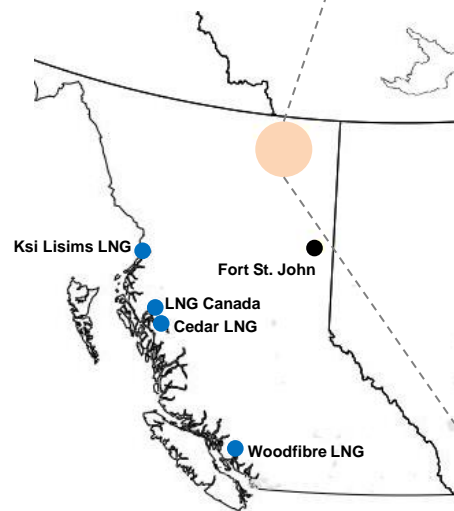 Ksi Lisims LNG
Fort St. John
LNG Canada
Cedar LNG
Woodfibre LNG